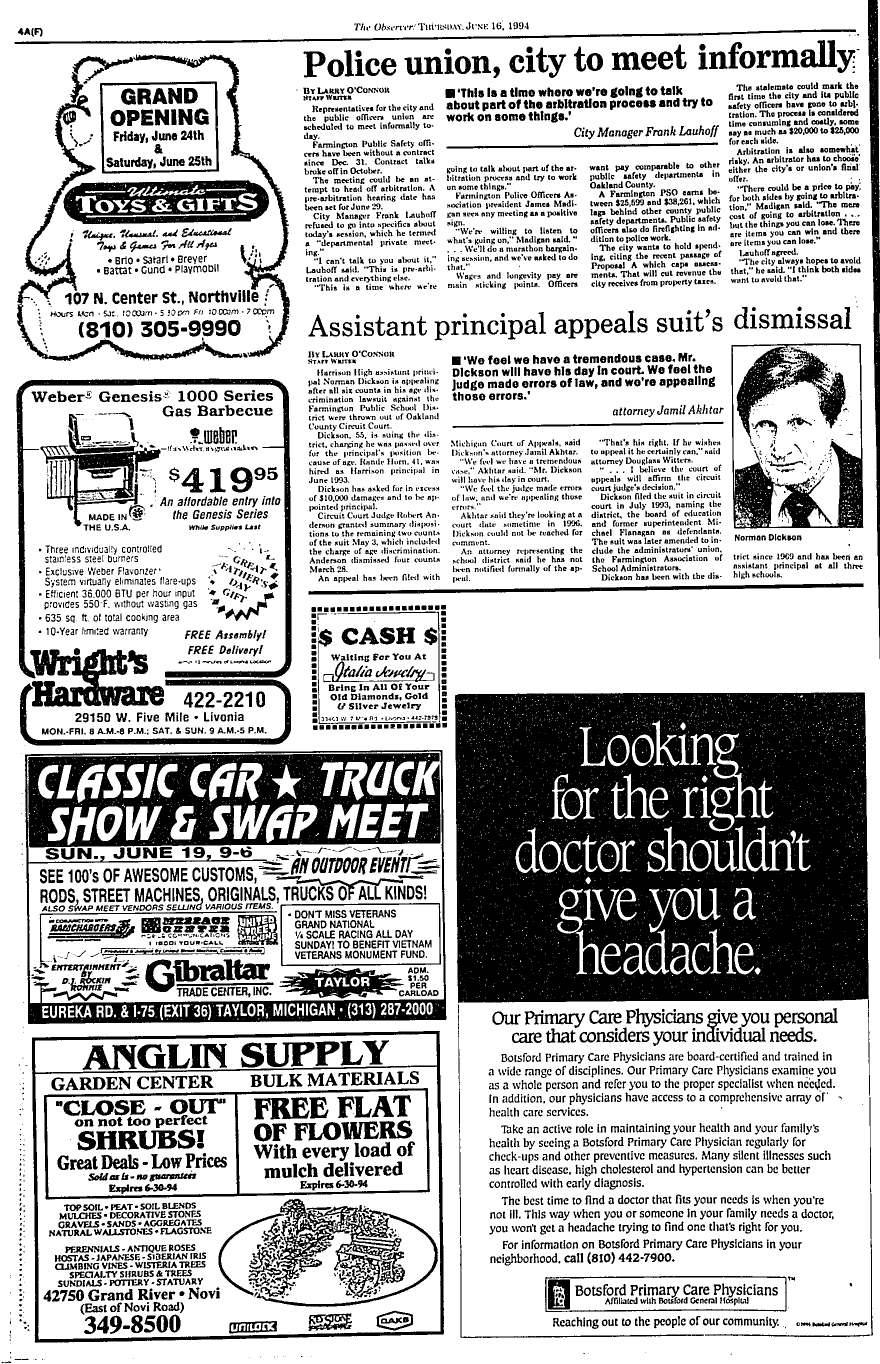 4A(F)
The Observer/ THURSDAY, JUNE 16, 1994
GRAND
OPENING
Friday, June 24th
&
Saturday, June 25th
Ultimate
TOYS & GIFTS
Unique, Unusual, and Educational
Toys & Games For All Ages
• Brio • Safari • Breyer
• Battat • Gund • Playmobil
107 N. Center St., Northville
Hours Mon - Sat. 10:00am - 5:30pm Fri. 10:00am - 7:00pm
(810) 305-9990
Police union, city to meet informally
BY LARRY O'CONNOR
STAFF WRITER
Representatives for the city and
the public officers union are
scheduled to meet informally to-
day.
Farmington Public Safety offi-
cers have been without a contract
since Dec. 31. Contract talks
broke off in October.
The meeting could be an at-
tempt to head off arbitration. A
pre-arbitration hearing date has
been set for June 29.
City Manager Frank Lauhoff
refused to go into specifics about
today's session, which he termed,
a "departmental private meet-
ing."
"I can't talk to you about it,"
Lauhoff said. "This is pre-arbi-
tration and everything else.
"This is a time where we're
■ 'This is a time where we're going to talk
about part of the arbitration process and try to
work on some things.'
City Manager Frank Lauhoff
going to talk about part of the ar-
bitration process and try to work
on some things."
Farmington Police Officers As-
sociation president James Madi-
gan sees any meeting as a positive
sign.
"We're willing to listen to
what's going on," Madigan said. "
. . . We'll do a marathon bargain-
ing session, and we've asked to do
that."
Wages and longevity pay are
main sticking points. Officers
want pay comparable to other
public safety departments in
Oakland County.
A Farmington PSO earns be-
tween $25,599 and $38,261, which
lags behind other county public
safety departments. Public safety
officers also do firefighting in ad-
dition to police work.
The city wants to hold spend-
ing, citing the recent passage of
Proposal A which caps assess-
ments. That will cut revenue the
city receives from property taxes.
The stalemate could mark the
first time the city and its public
safety officers have gone to arbi-
tration. The process is considered
time consuming and costly, some
say as much as $20,000 to $25,000
for each side.
Arbitration is also somewhat
risky. An arbitrator has to choose
either the city's or union's final
offer.
"There could be a price to pay
for both sides by going to arbitra-
tion," Madigan said. "The mere
cost of going to arbitration . . .
but the things you can lose. There
are items you can win and there
are items you can lose."
Lauhoff agreed.
"The city always hopes to avoid
that," he said. "I think both sides
want to avoid that."
Assistant principal appeals suit's dismissal
BY LARRY O'CONNOR
STAFF WRITER
Harrison High assistant princi-
pal Norman Dickson is appealing
after all six counts in his age dis-
crimination lawsuit against the
Farmington Public School Dis-
trict were thrown out of Oakland
County Circuit Court.
Dickson, 55, is suing the dis-
trict, charging he was passed over
for the principal's position be-
cause of age. Rande Horn, 41, was
hired as Harrison principal in
June 1993.
Dickson has asked for in excess
of $10,000 damages and to be ap-
pointed principal.
Circuit Court Judge Robert An-
derson granted summary disposi-
tions to the remaining two counts
of the suit May 3, which included
the charge of age discrimination.
Anderson dismissed four counts
March 28.
An appeal has been filed with
■ 'We feel we have a tremendous case. Mr.
Dickson will have his day in court. We feel the
judge made errors of law, and we're appealing
those errors.'
attorney Jamil Akhtar
Michigan Court of Appeals, said
Dickson's attorney Jamil Akhtar.
"We feel we have a tremendous
case," Akhtar said. "Mr. Dickson
will have his day in court.
"We feel the judge made errors
of law, and we're appealing those
errors."
Akhtar said they're looking at a
court date sometime in 1996.
Dickson could not be reached for
comment.
An attorney representing the
school district said he has not
been notified formally of the ap-
peal.
"That's his right. If he wishes
to appeal it he certainly can," said
attorney Douglass Witters.
" . . . I believe the court of
appeals will affirm the circuit
court judge's decision."
Dickson filed the suit in circuit
court in July 1993, naming the
district, the board of education
and former superintendent Mi-
chael Flanagan as defendants.
The suit was later amended to in-
clude the administrators' union,
the Farmington Association of
School Administrators.
Dickson has been with the dis-
Norman Dickson
trict since 1969 and has been an
assistant principal at all three
high schools.
Weber® Genesis® 1000 Series
Gas Barbecue
weber
$419.95
An affordable entry into
the Genesis Series
While Supplies Last
MADE IN
THE U.S.A.
• Three individually controlled
stainless steel burners
• Exclusive Weber Flavorizer
System virtually eliminates flare-ups
• Efficient 36,000 BTU per hour input
provides 550°F. without wasting gas
• 635 sq. ft. of total cooking area
• 10-Year limited warranty
GREAT
FATHER'S
DAY
GIFT
FREE Assembly!
FREE Delivery!
Wright's
Hardware 422-2210
29150 W. Five Mile • Livonia
MON.-FRI. 8 A.M.-8 P.M.; SAT. & SUN. 9 A.M.-5 P.M.
$ CASH $
Waiting For You At
Italia Jewelry
Bring In All Of Your
Old Diamonds, Gold
& Silver Jewelry
CLASSIC CAR ★ TRUCK
SHOW & SWAP MEET
SUN., JUNE 19, 9-6
AN OUTDOOR EVENT!
SEE 100'S OF AWESOME CUSTOMS,
RODS, STREET MACHINES, ORIGINALS, TRUCKS OF ALL KINDS!
ALSO SWAP MEET VENDORS SELLING VARIOUS ITEMS.
IN CONJUNCTION WITH
RAMCHARGERS
MESSAGE
CENTER
MOBILE COMMUNICATIONS
1 (800) YOUR-CALL
UNITED
STREET
MACHINE
• DON'T MISS VETERANS
GRAND NATIONAL
¼ SCALE RACING ALL DAY
SUNDAY! TO BENEFIT VIETNAM
VETERANS MONUMENT FUND.
ENTERTAINMENT
BY
D.J. ROCKIN
RONNIE
Gibraltar
TRADE CENTER, INC.
TAYLOR
ADM.
$1.50
PER
CARLOAD
EUREKA RD. & I-75 (EXIT 36) TAYLOR, MICHIGAN • (313) 287-2000
ANGLIN SUPPLY
GARDEN CENTER BULK MATERIALS
"CLOSE - OUT"
on not too perfect
SHRUBS!
Great Deals - Low Prices
Sold as is - no guarantees
Expires 6-30-94
FREE FLAT
OF FLOWERS
With every load of
mulch delivered
Expires 6-30-94
TOP SOIL • PEAT • SOIL BLENDS
MULCHES • DECORATIVE STONES
GRAVELS - SANDS • AGGREGATES
NATURAL WALLSTONES • FLAGSTONE
PERENNIALS - ANTIQUE ROSES
HOSTAS - JAPANESE - SIBERIAN IRIS
CLIMBING VINES - WISTERIA TREES
SPECIALTY SHRUBS & TREES
SUNDIALS - POTTERY - STATUARY
42750 Grand River • Novi
(East of Novi Road)
349-8500
UNILOCK
OAKS
Looking
for the right
doctor shouldn't
give you a
headache.
Our Primary Care Physicians give you personal
care that considers your individual needs.
Botsford Primary Care Physicians are board-certified and trained in
a wide range of disciplines. Our Primary Care Physicians examine you
as a whole person and refer you to the proper specialist when needed.
In addition, our physicians have access to a comprehensive array of
health care services.
Take an active role in maintaining your health and your family's
health by seeing a Botsford Primary Care Physician regularly for
check-ups and other preventive measures. Many silent illnesses such
as heart disease, high cholesterol and hypertension can be better
controlled with early diagnosis.
The best time to find a doctor that fits your needs is when you're
not ill. This way when you or someone in your family needs a doctor,
you won't get a headache trying to find one that's right for you.
For information on Botsford Primary Care Physicians in your
neighborhood, call (810) 442-7900.
Botsford Primary Care Physicians™
Affiliated with Botsford General Hospital
Reaching out to the people of our community.
©1994 Botsford General Hospital